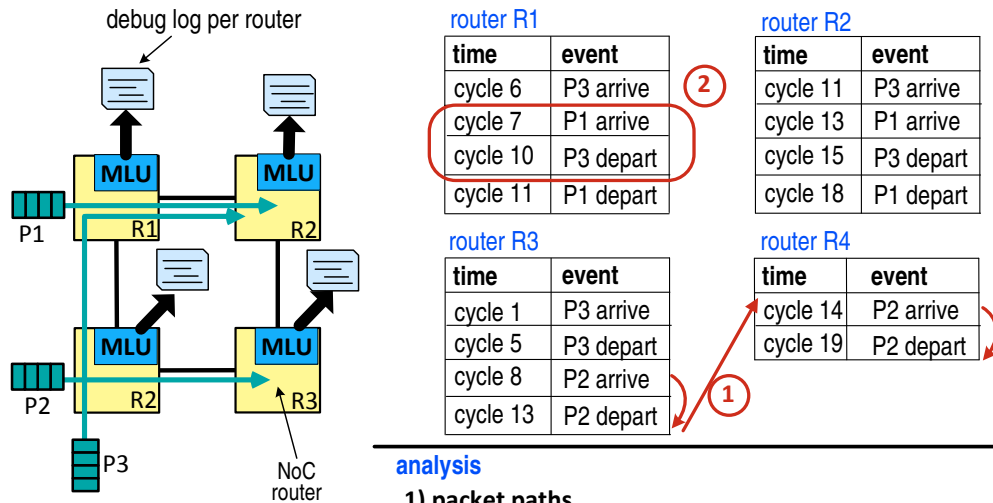 debug log per router
MLU
MLU
P1
R1
R2
MLU
MLU
P2
R2
R3
P3
NoC
router
router R1
time event
cycle 6 P3 arrive
cycle 7 P1 arrive
cycle 10 P3 depart
cycle 11 P1 depart
2
router R2
time event
cycle 11 P3 arrive
cycle 13 P1 arrive
cycle 15 P3 depart
cycle 18 P1 depart
router R3
time event
cycle 1 P3 arrive
cycle 5 P3 depart
cycle 8 P2 arrive
cycle 13 P2 depart
1
router R4
time event
cycle 14 P2 arrive
cycle 19 P2 depart
analysis
1) packet paths